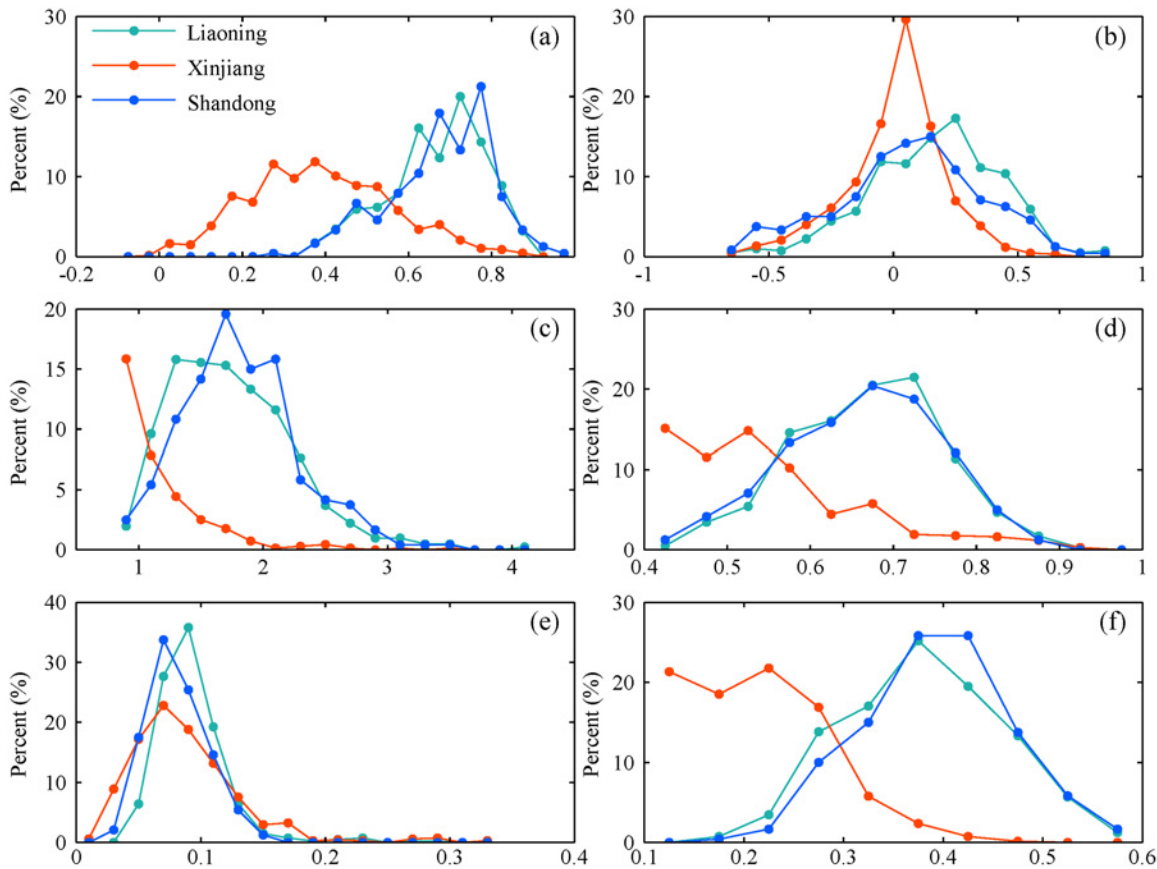 (a)
Liaoning
Xinjiang
Shandong
Percent (%)
30
20
10
0
-0.2 0 0.2 0.4 0.6 0.8
(b)
Percent (%)
30
20
10
0
-1 -0.5 0 0.5 1
(c)
Percent (%)
20
15
10
5
0
1 2 3 4
(d)
Percent (%)
30
20
10
0
0.4 0.5 0.6 0.7 0.8 0.9 1
(e)
Percent (%)
40
30
20
10
0
0 0.1 0.2 0.3 0.4
(f)
Percent (%)
30
20
10
0
0.1 0.2 0.3 0.4 0.5 0.6